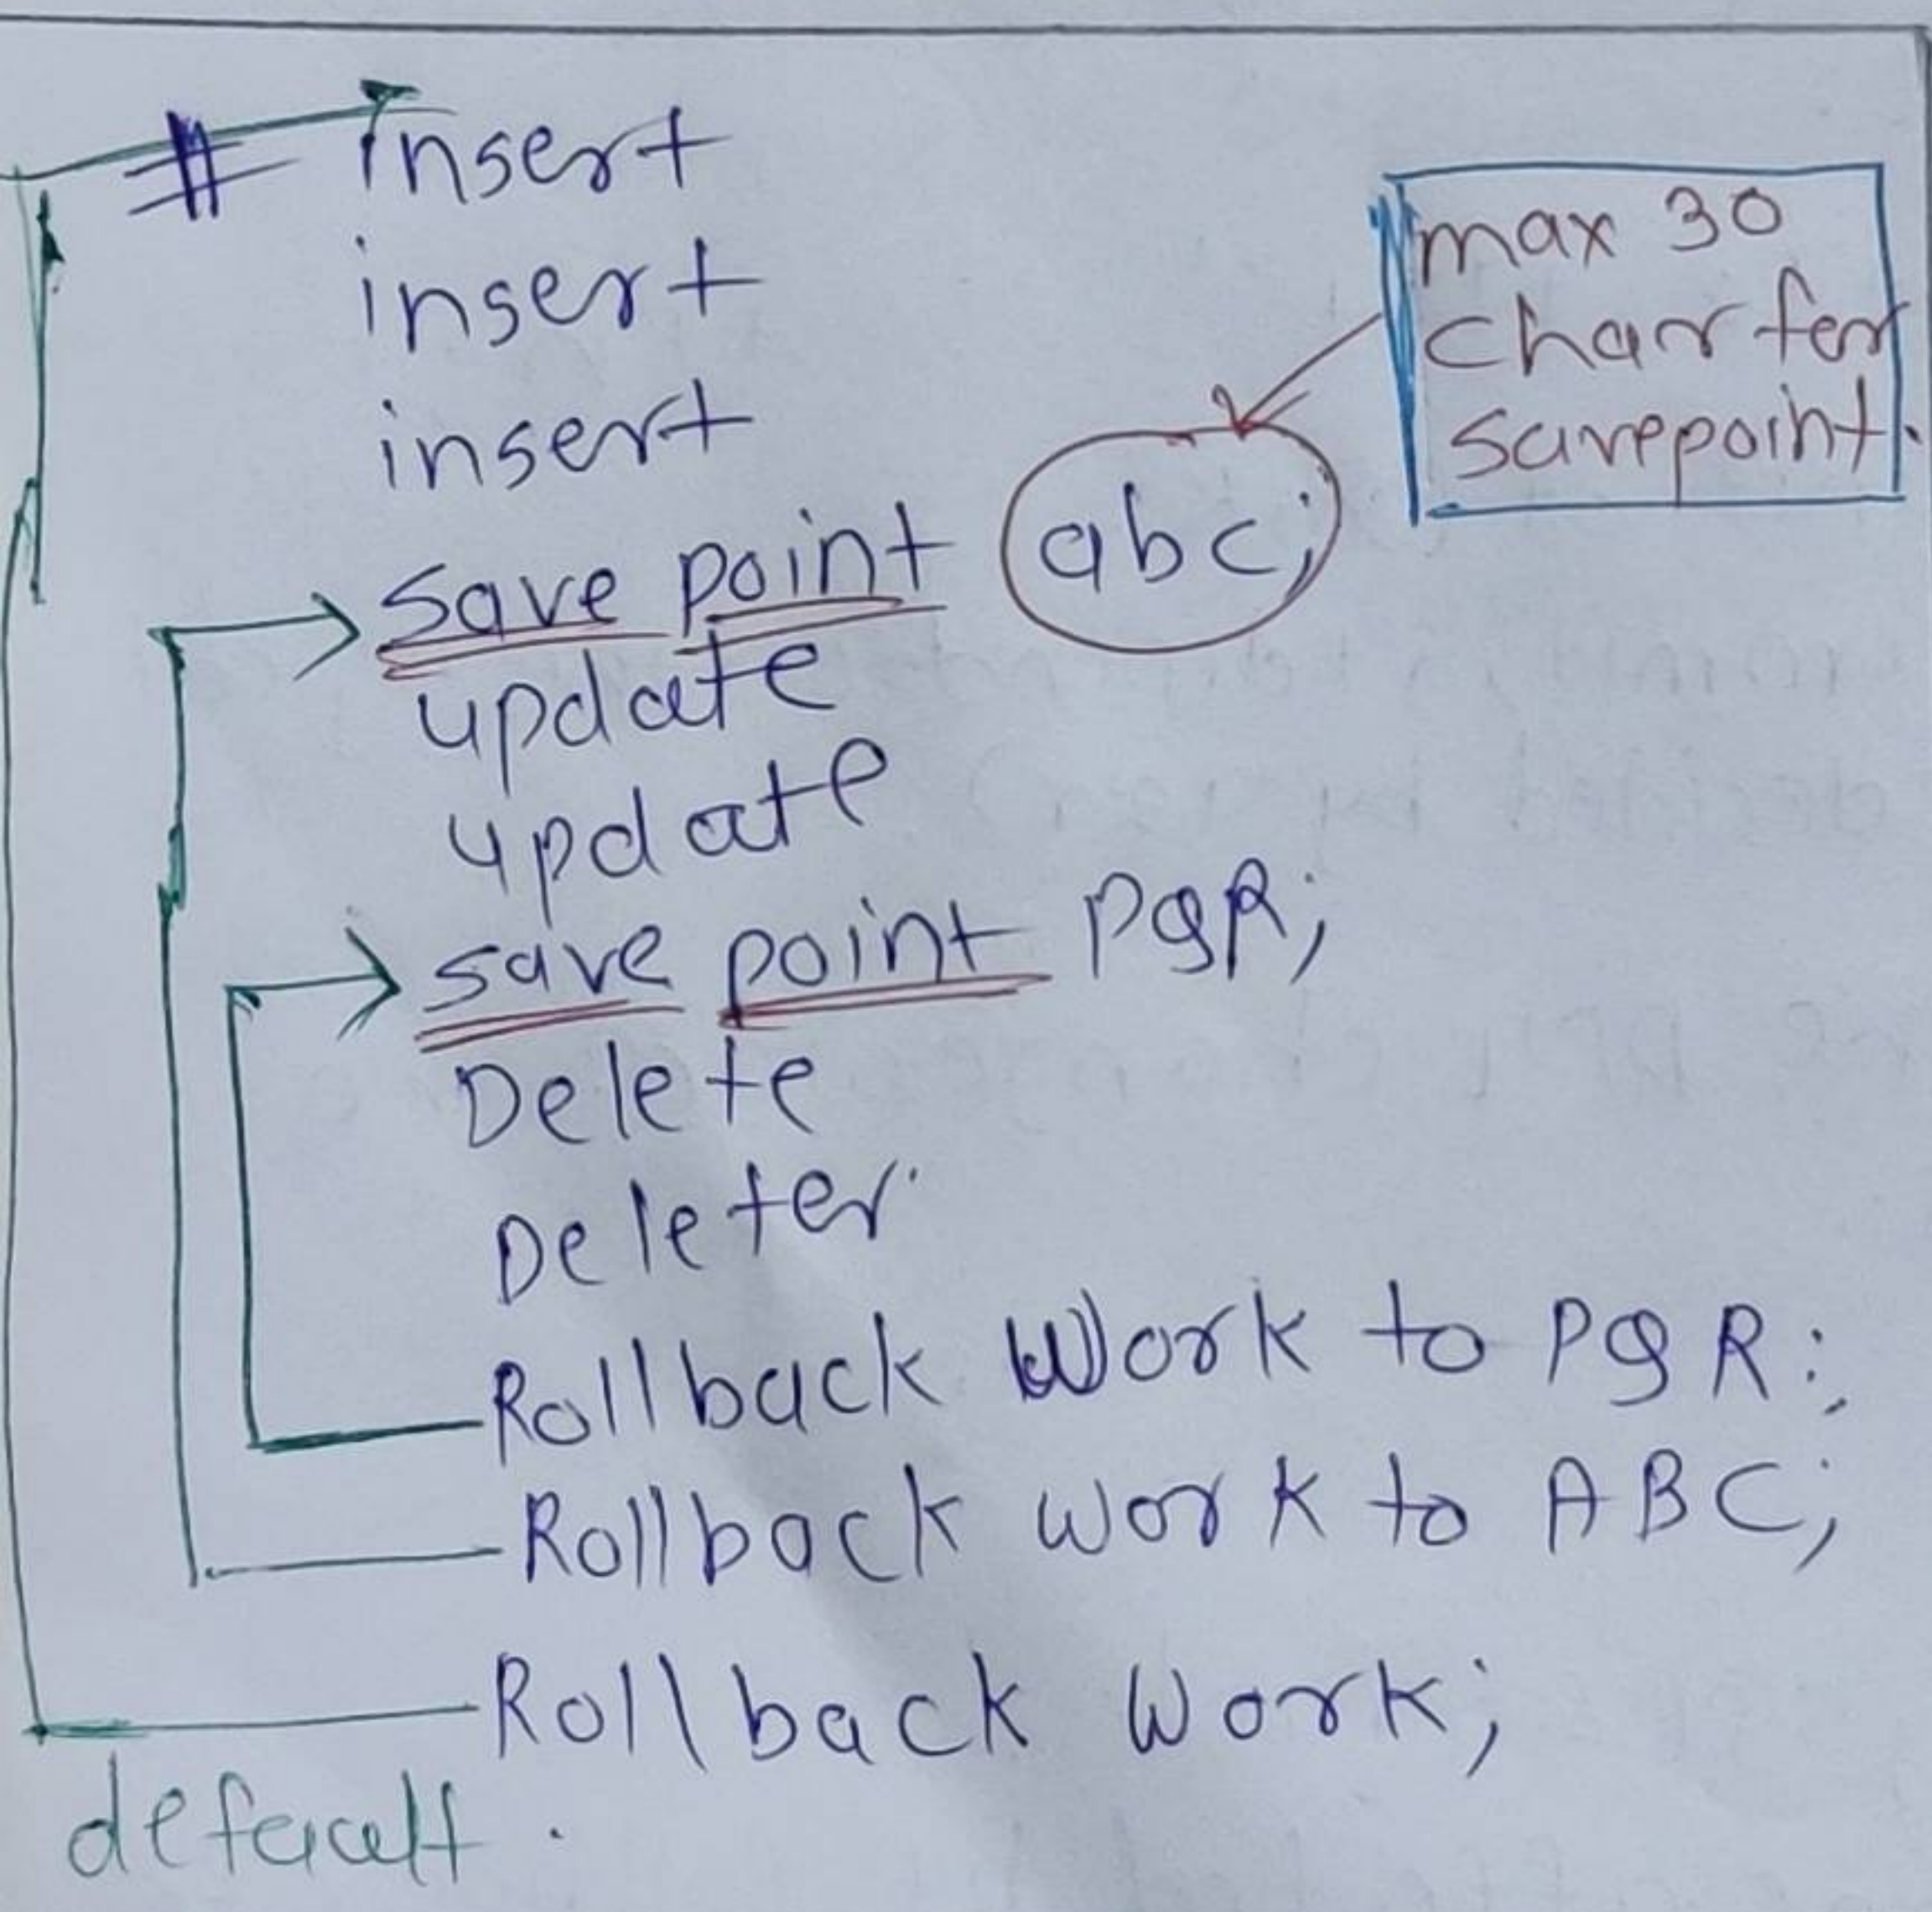 # insert
insert
insert
Save point abc;
max 30
char for
savepoint.
update
update
save point PQR;
Delete
Deleter
Rollback Work to PQR:;
Rollback work to ABC;
Rollback Work;
default.